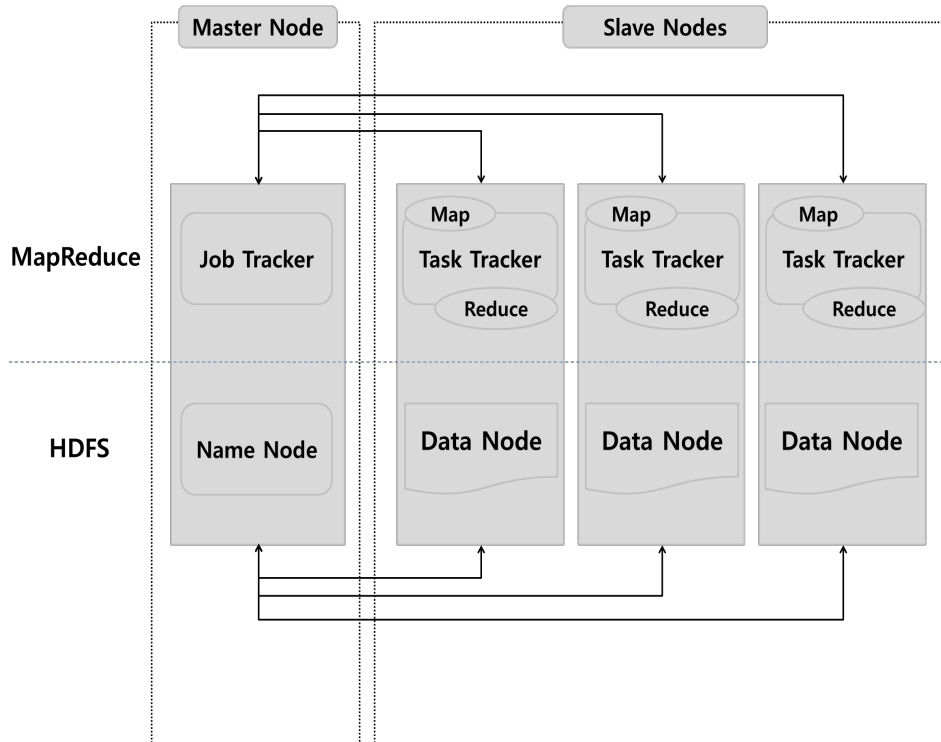 Master Node
Slave Nodes
MapReduce
Job Tracker
Map
Task Tracker
Reduce
Map
Task Tracker
Reduce
Map
Task Tracker
Reduce
HDFS
Name Node
Data Node
Data Node
Data Node